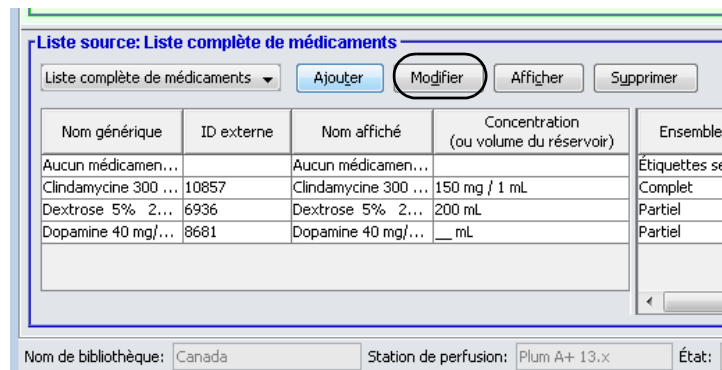 Liste source: Liste complète de médicaments
Liste complète de médicaments Ajouter Modifier Afficher Supprimer
Nom générique ID externe Nom affiché Concentration (ou volume du réservoir) Ensemble
Aucun médicamen... Aucun médicamen... Étiquettes se
Clindamycine 300 ... 10857 Clindamycine 300 ... 150 mg / 1 mL Complet
Dextrose 5% 2... 6936 Dextrose 5% 2... 200 mL Partiel
Dopamine 40 mg/... 8681 Dopamine 40 mg/... __ mL Partiel
Nom de bibliothèque: Canada Station de perfusion: Plum A+ 13.x État: